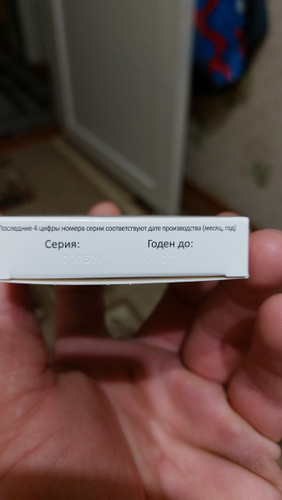 Последние 4 цифры номера серии соответствуют дате производства (месяц, год)
Серия: Годен до: